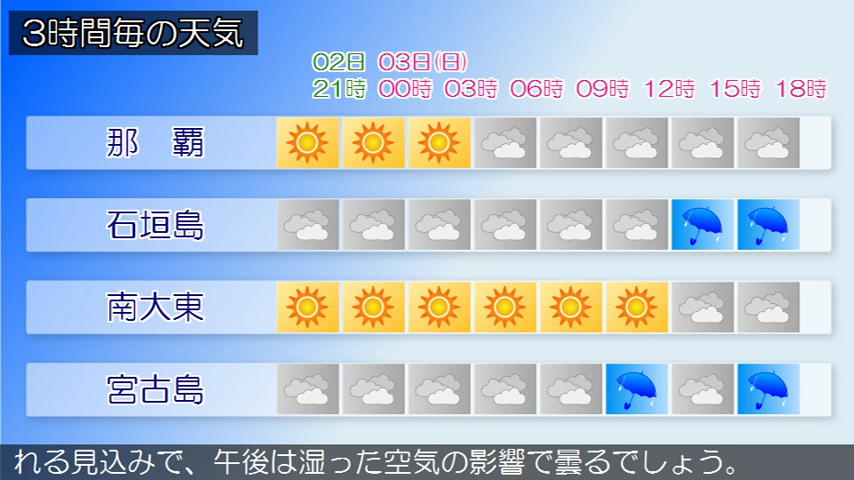 3時間毎の天気
02日 03日(日)
21時 00時 03時 06時 09時 12時 15時 18時
那 覇
石垣島
南大東
宮古島
れる見込みで、午後は湿った空気の影響で曇るでしょう。